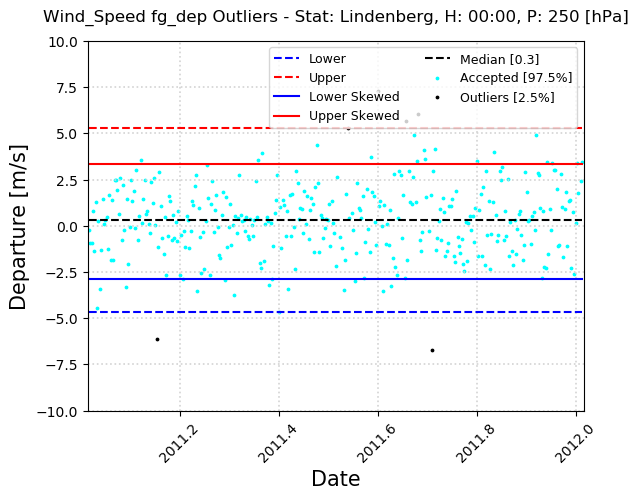 Wind_Speed fg_dep Outliers - Stat: Lindenberg, H: 00:00, P: 250 [hPa]
10.0
7.5
5.0
2.5
0.0
−2.5
−5.0
−7.5
−10.0
Departure [m/s]
Lower
Upper
Lower Skewed
Upper Skewed
Median [0.3]
Accepted [97.5%]
Outliers [2.5%]
2011.2
2011.4
2011.6
2011.8
2012.0
Date